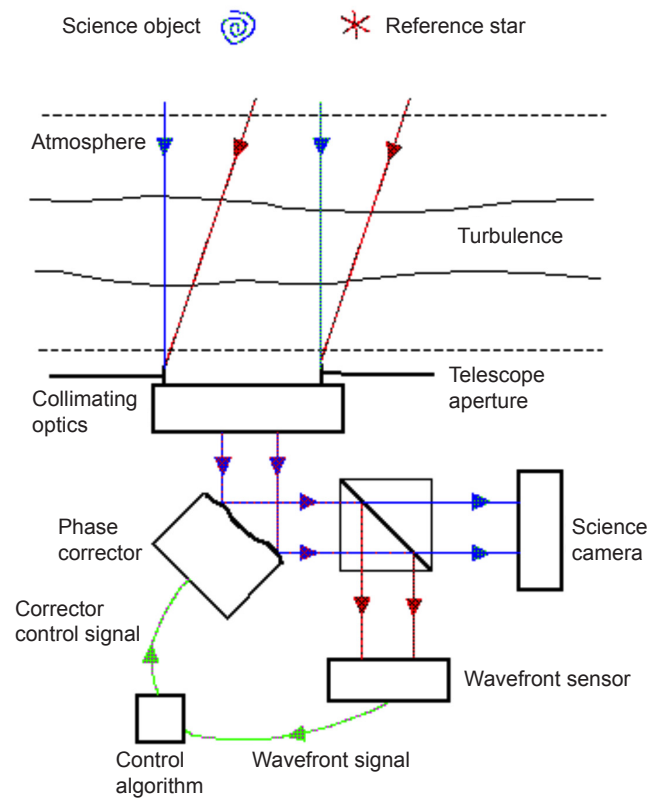 Science object
Reference star
Atmosphere
Turbulence
Collimating
optics
Telescope
aperture
Phase
corrector
Science
camera
Corrector
control signal
Wavefront sensor
Control
algorithm
Wavefront signal